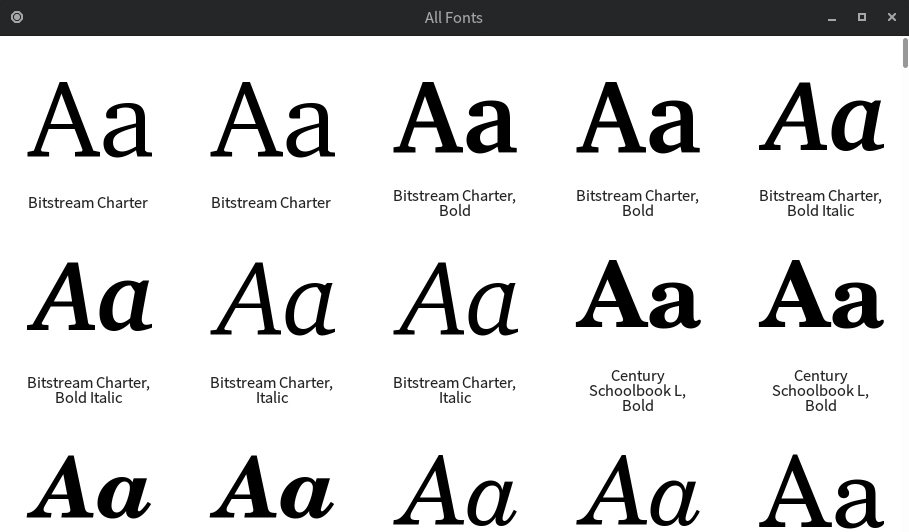 All Fonts
Aa Aa Aa Aa Aa
Bitstream Charter
Bitstream Charter
Bitstream Charter,
Bold
Bitstream Charter,
Bold
Bitstream Charter,
Bold Italic
Aa Aa Aa Aa Aa
Bitstream Charter,
Bold Italic
Bitstream Charter,
Italic
Bitstream Charter,
Italic
Century
Schoolbook L,
Bold
Century
Schoolbook L,
Bold
Aa Aa Aa Aa Aa